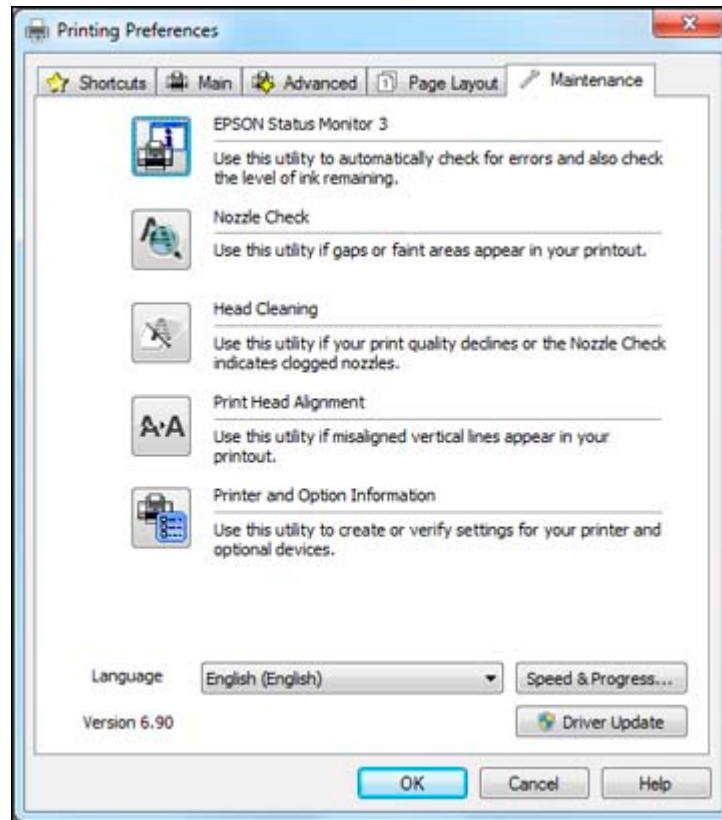 Printing Preferences
Shortcuts Main Advanced 1 Page Layout Maintenance
EPSON Status Monitor 3
Use this utility to automatically check for errors and also check
the level of ink remaining.
Nozzle Check
Use this utility if gaps or faint areas appear in your printout.
Head Cleaning
Use this utility if your print quality declines or the Nozzle Check
indicates clogged nozzles.
Print Head Alignment
A A
Use this utility if misaligned vertical lines appear in your
printout.
Printer and Option Information
Use this utility to create or verify settings for your printer and
optional devices.
Language English (English) Speed & Progress...
Version 6.90 Driver Update
OK Cancel Help